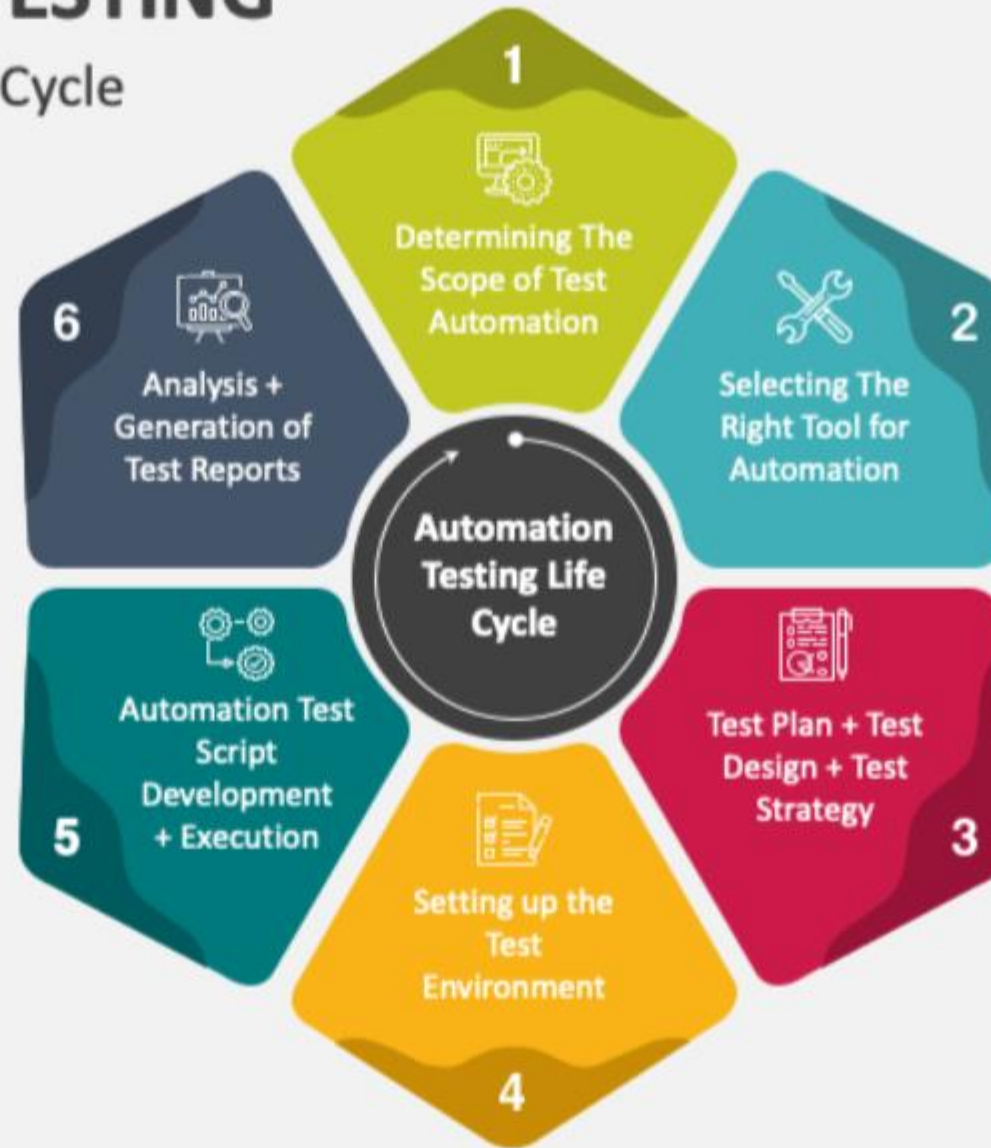 Cycle
1
Determining The
Scope of Test
Automation
2
Selecting The
Right Tool for
Automation
3
Test Plan + Test
Design + Test
Strategy
4
Setting up the
Test
Environment
5
Automation Test
Script
Development
+ Execution
6
Analysis +
Generation of
Test Reports
Automation
Testing Life
Cycle